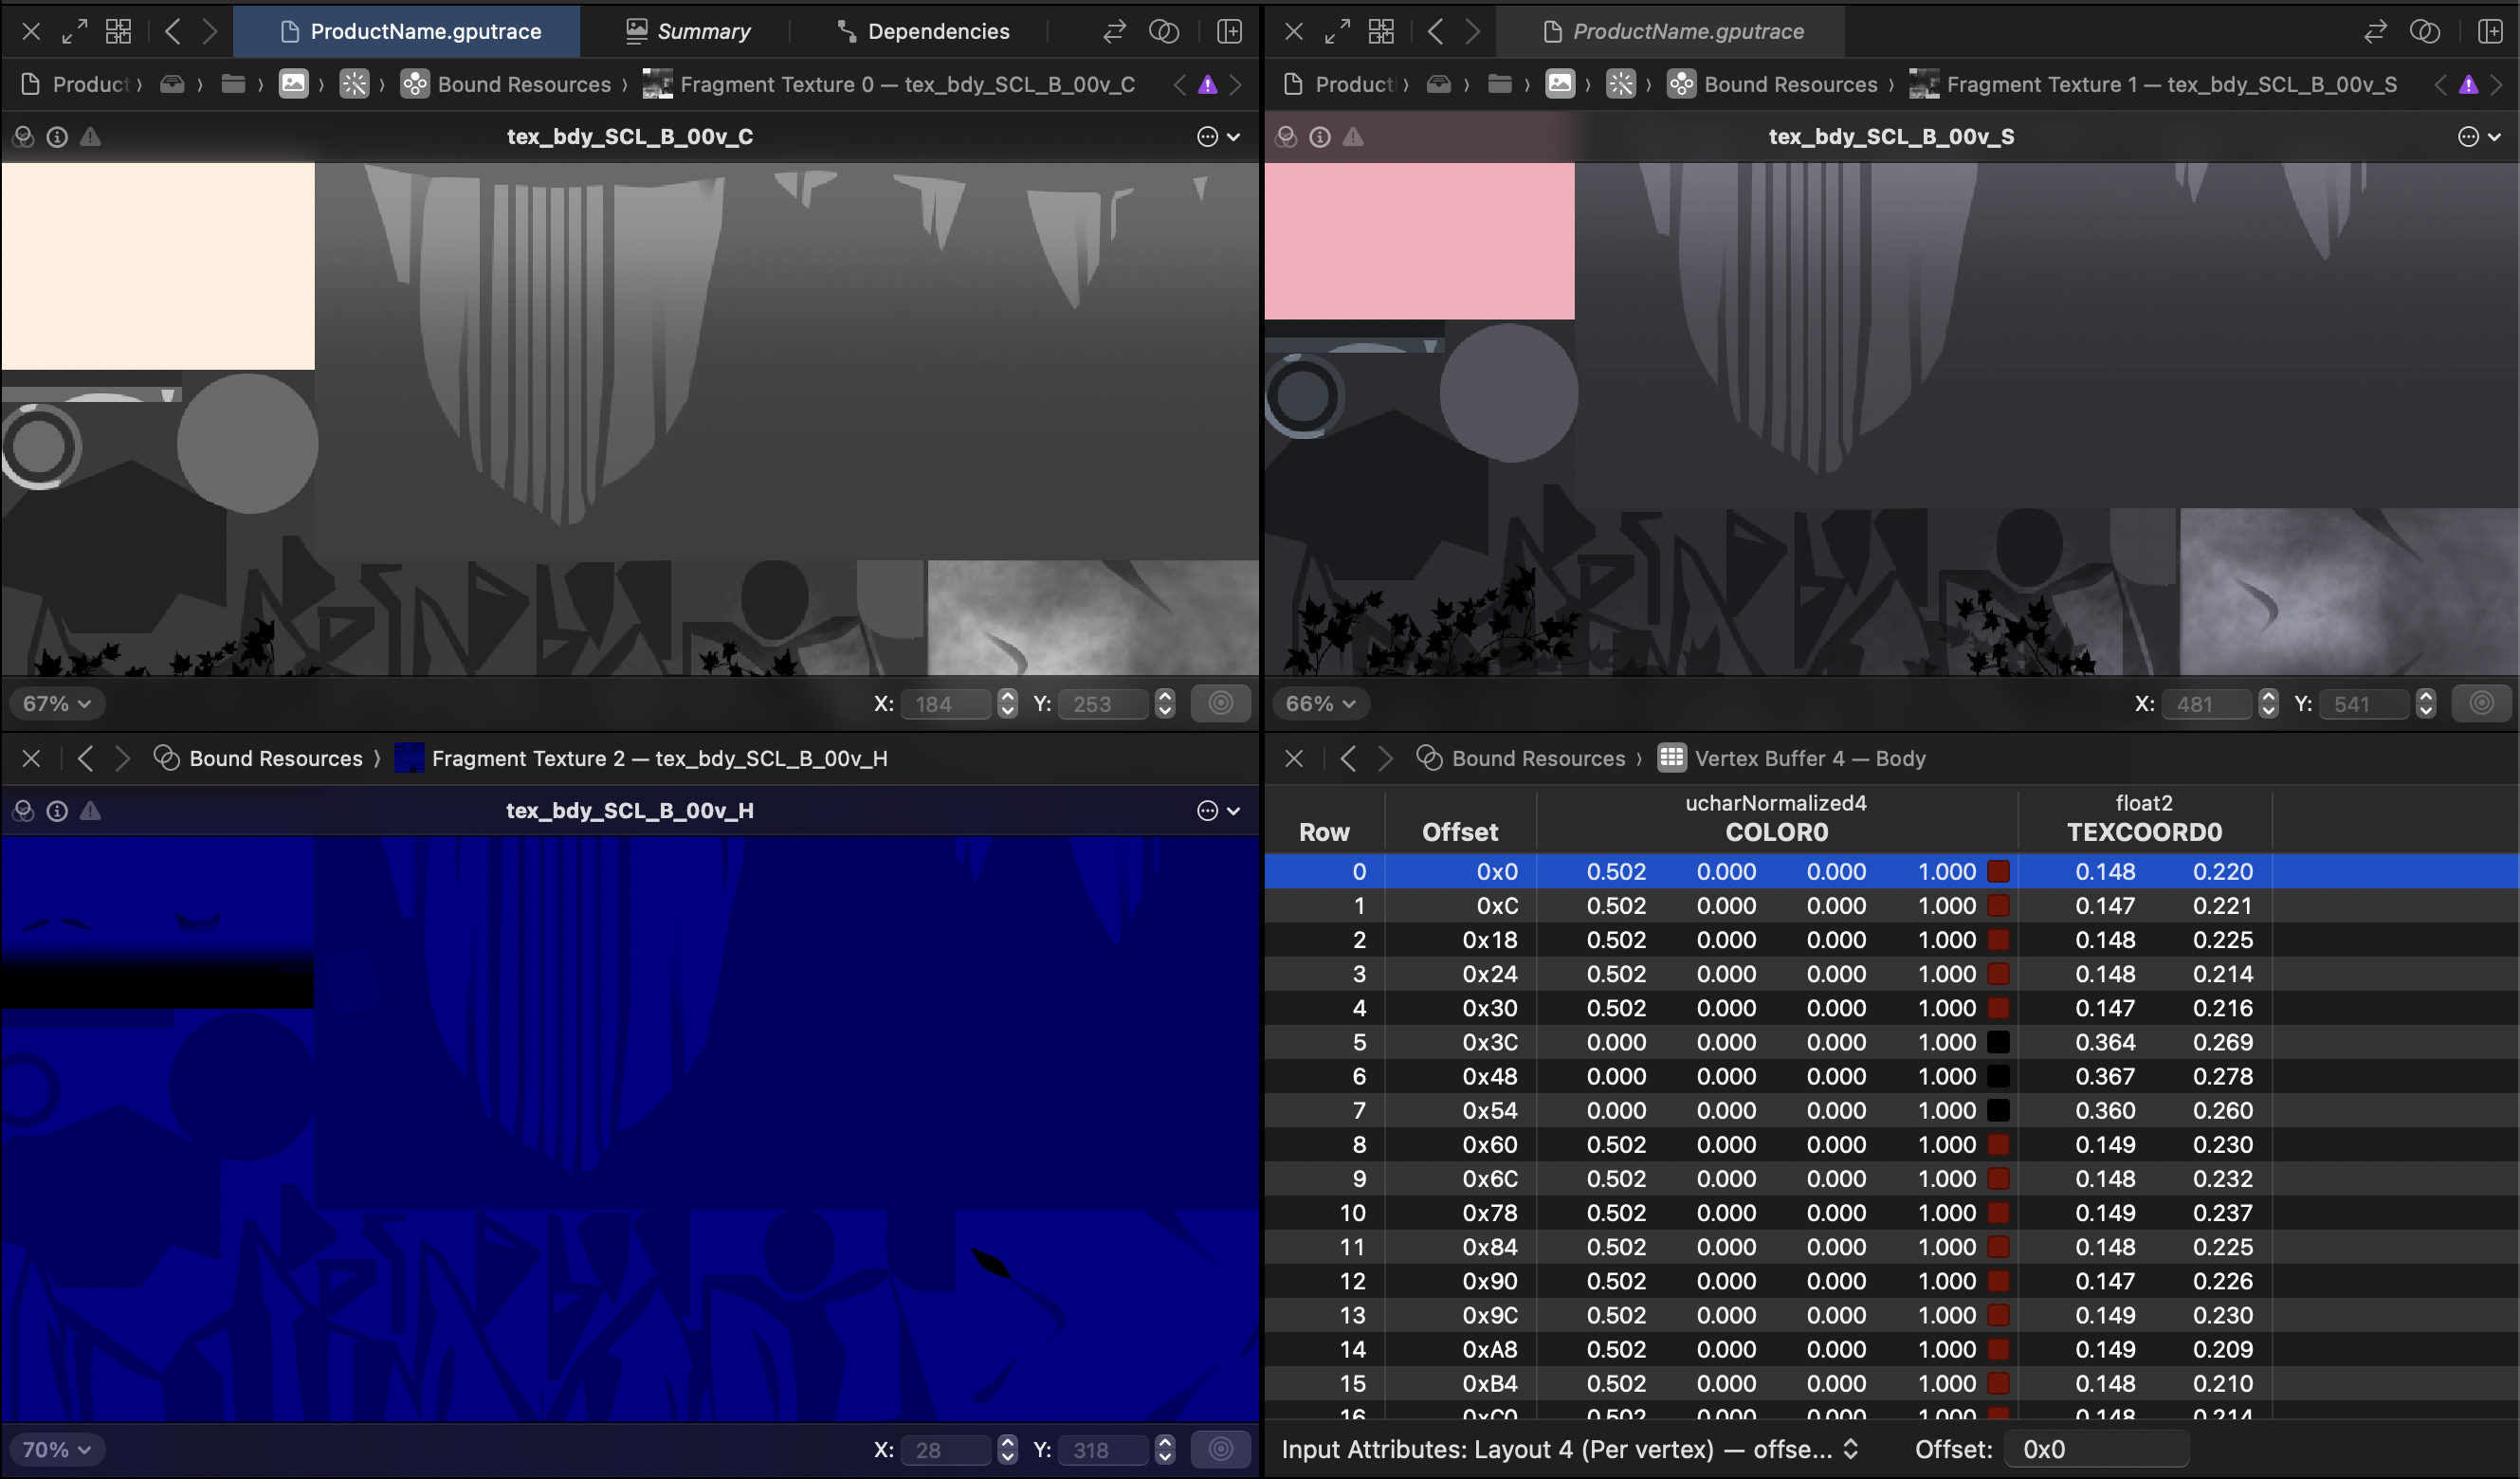 ProductName.gputrace Summary Dependencies
Product Bound Resources Fragment Texture 0 — tex_bdy_SCL_B_00v_C
tex_bdy_SCL_B_00v_C
67% X: 184 Y: 253
ProductName.gputrace
Product Bound Resources Fragment Texture 1 — tex_bdy_SCL_B_00v_S
tex_bdy_SCL_B_00v_S
66% X: 481 Y: 541
Bound Resources Fragment Texture 2 — tex_bdy_SCL_B_00v_H
tex_bdy_SCL_B_00v_H
70% X: 28 Y: 318
Bound Resources Vertex Buffer 4 — Body
ucharNormalized4 float2
Row Offset COLOR0 TEXCOORD0
0 0x0 0.502 0.000 0.000 1.000 0.148 0.220
1 0xC 0.502 0.000 0.000 1.000 0.147 0.221
2 0x18 0.502 0.000 0.000 1.000 0.148 0.225
3 0x24 0.502 0.000 0.000 1.000 0.148 0.214
4 0x30 0.502 0.000 0.000 1.000 0.147 0.216
5 0x3C 0.000 0.000 0.000 1.000 0.364 0.269
6 0x48 0.000 0.000 0.000 1.000 0.367 0.278
7 0x54 0.000 0.000 0.000 1.000 0.360 0.260
8 0x60 0.502 0.000 0.000 1.000 0.149 0.230
9 0x6C 0.502 0.000 0.000 1.000 0.148 0.232
10 0x78 0.502 0.000 0.000 1.000 0.149 0.237
11 0x84 0.502 0.000 0.000 1.000 0.148 0.225
12 0x90 0.502 0.000 0.000 1.000 0.147 0.226
13 0x9C 0.502 0.000 0.000 1.000 0.149 0.230
14 0xA8 0.502 0.000 0.000 1.000 0.149 0.209
15 0xB4 0.502 0.000 0.000 1.000 0.148 0.210
16 0xC0 0.502 0.000 0.000 1.000 0.148 0.214
Input Attributes: Layout 4 (Per vertex) — offse... Offset: 0x0